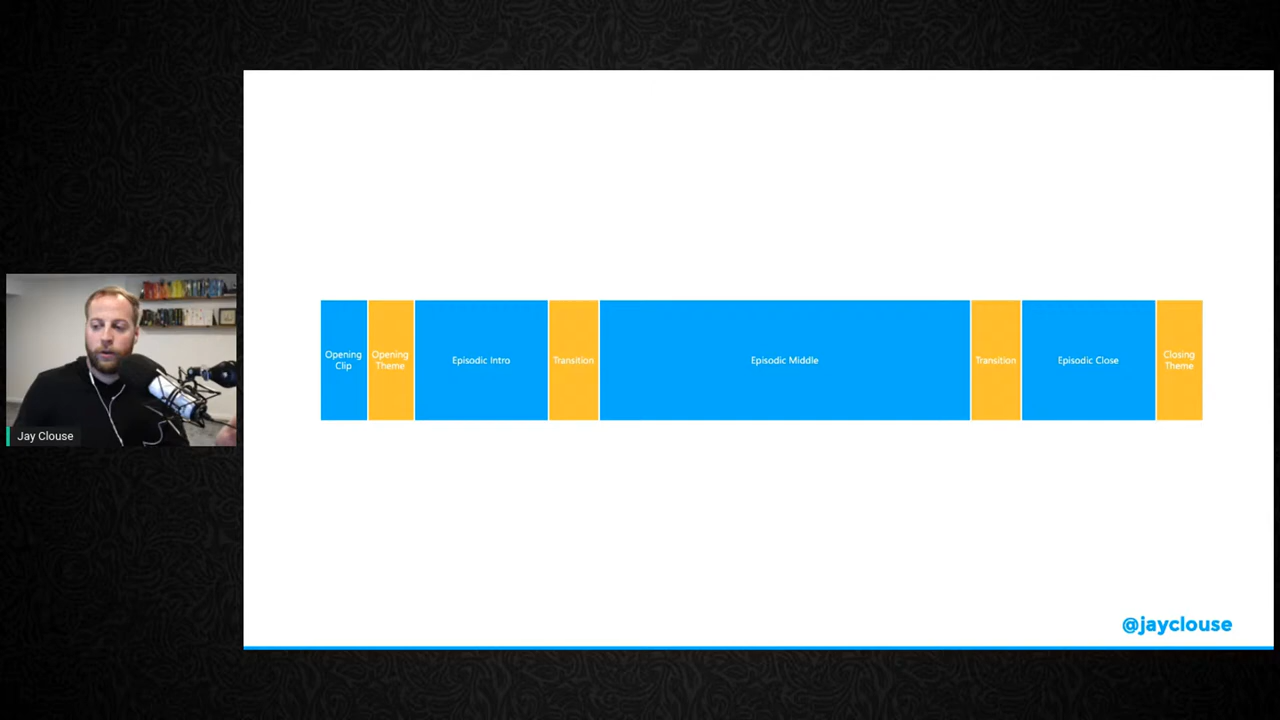 Jay Clouse
Opening
Clip
Opening
Theme
Episodic Intro
Transition
Episodic Middle
Transition
Episodic Close
Closing
Theme
@jayclouse